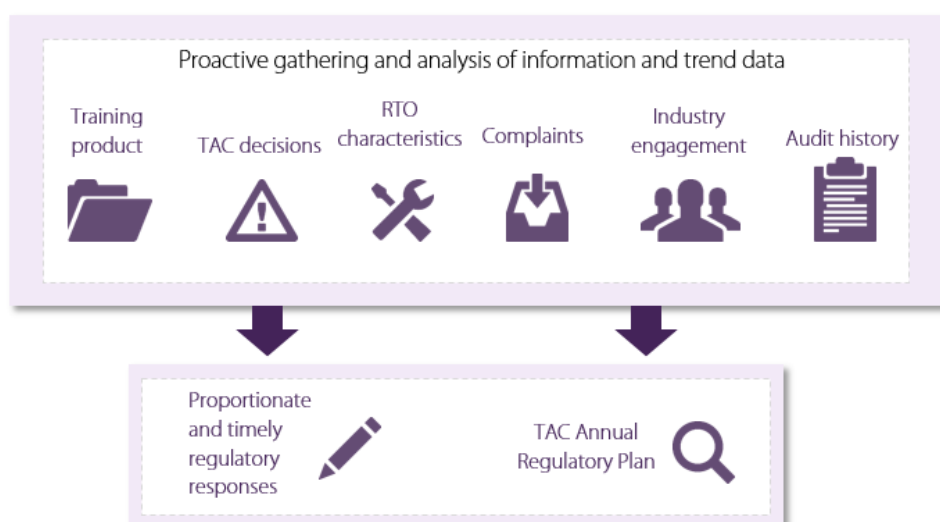 Proactive gathering and analysis of information and trend data
Training
product
TAC decisions
RTO
characteristics
Complaints
Industry
engagement
Audit history
Proportionate
and timely
regulatory
responses
TAC Annual
Regulatory Plan